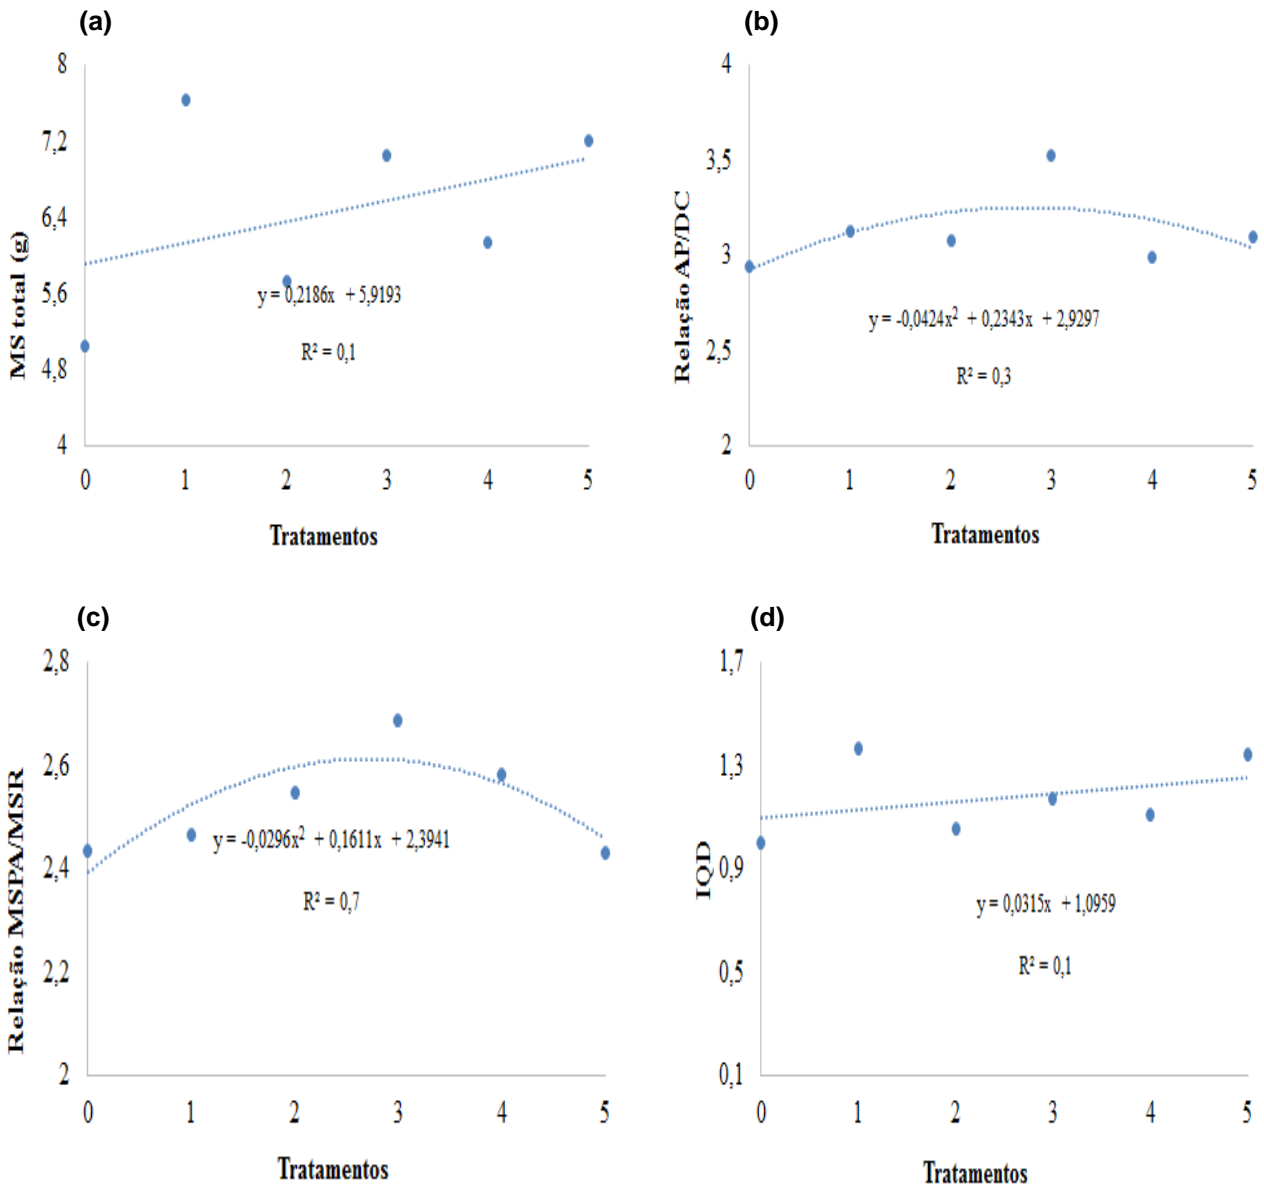 (a)
8
7,2
6,4
5,6
4,8
4
MS total (g)
y = 0,2186x + 5,9193
R² = 0,1
0 1 2 3 4 5
Tratamentos
(b)
4
3,5
3
2,5
2
Relação AP/DC
y = -0,0424x² + 0,2343x + 2,9297
R² = 0,3
0 1 2 3 4 5
Tratamentos
(c)
2,8
2,6
2,4
2,2
2
Relação MSPA/MSR
y = -0,0296x² + 0,1611x + 2,3941
R² = 0,7
0 1 2 3 4 5
Tratamentos
(d)
1,7
1,3
0,9
0,5
0,1
IQD
y = 0,0315x + 1,0959
R² = 0,1
0 1 2 3 4 5
Tratamentos